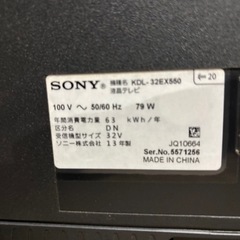 SONY 機種名 KDL-32EX550
液晶テレビ
⇐20
100 V ～ 50/60 Hz 79 W
年間消費電力量 63 kWh/年
区分名 DN
受信機型サイズ 32V
ソニー株式会社 13年製
JQ10664
Ser.No.5571256
MADE IN CHINA